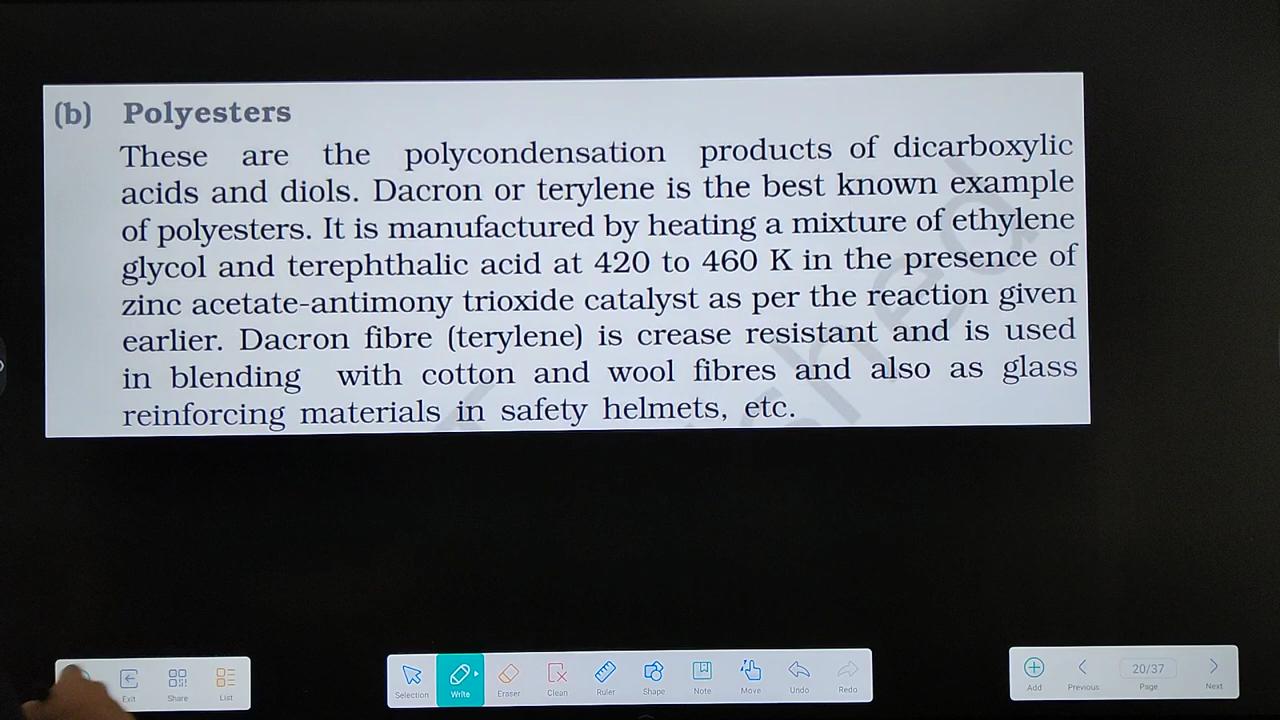 (b) Polyesters
These are the polycondensation products of dicarboxylic
acids and diols. Dacron or terylene is the best known example
of polyesters. It is manufactured by heating a mixture of ethylene
glycol and terephthalic acid at 420 to 460 K in the presence of
zinc acetate-antimony trioxide catalyst as per the reaction given
earlier. Dacron fibre (terylene) is crease resistant and is used
in blending with cotton and wool fibres and also as glass
reinforcing materials in safety helmets, etc.
Exit Share List
Selection Write Eraser Clean Ruler Shape Note Move Undo Redo
Add Previous 20/37 Page Next